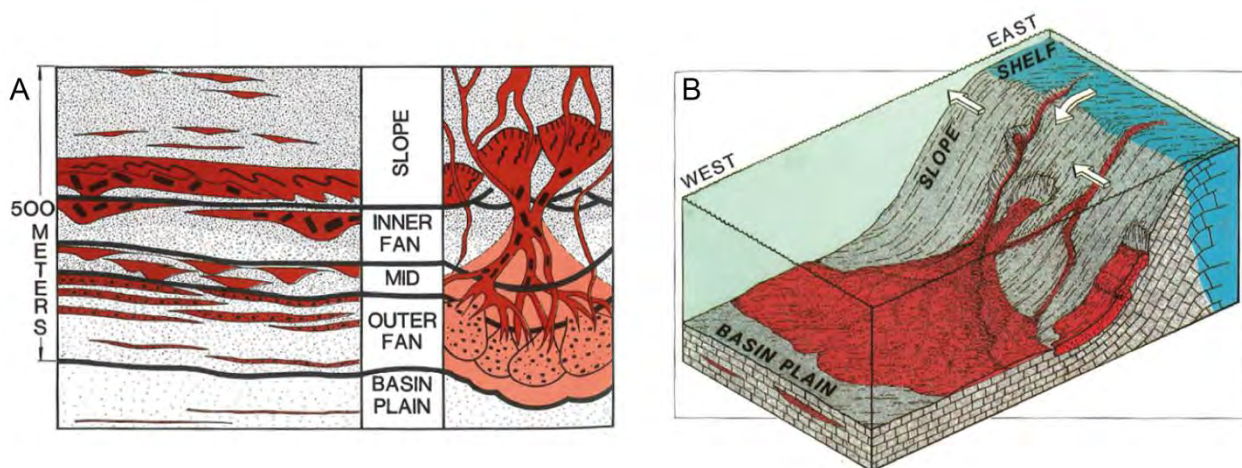 A
500
METERS
SLOPE
INNER
FAN
MID
OUTER
FAN
BASIN
PLAIN
B
WEST
EAST
SHELF
SLOPE
BASIN PLAIN